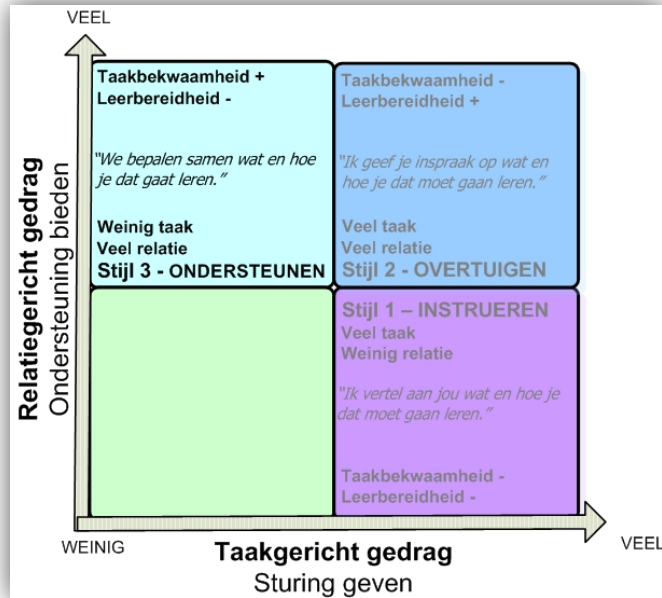 VEEL
Taakbekwaamheid +
Leerbereidheid -
"We bepalen samen wat en hoe
je dat gaat leren."
Weinig taak
Veel relatie
Stijl 3 - ONDERSTEUNEN
Taakbekwaamheid -
Leerbereidheid +
"Ik geef je inspraak op wat en
hoe je dat moet gaan leren."
Veel taak
Veel relatie
Stijl 2 - OVERTUIGEN
Stijl 1 – INSTRUEREN
Veel taak
Weinig relatie
"Ik vertel aan jou wat en hoe je
dat moet gaan leren."
Taakbekwaamheid -
Leerbereidheid -
Relatiegericht gedrag
Ondersteuning bieden
WEINIG
Taakgericht gedrag
Sturing geven
VEEL